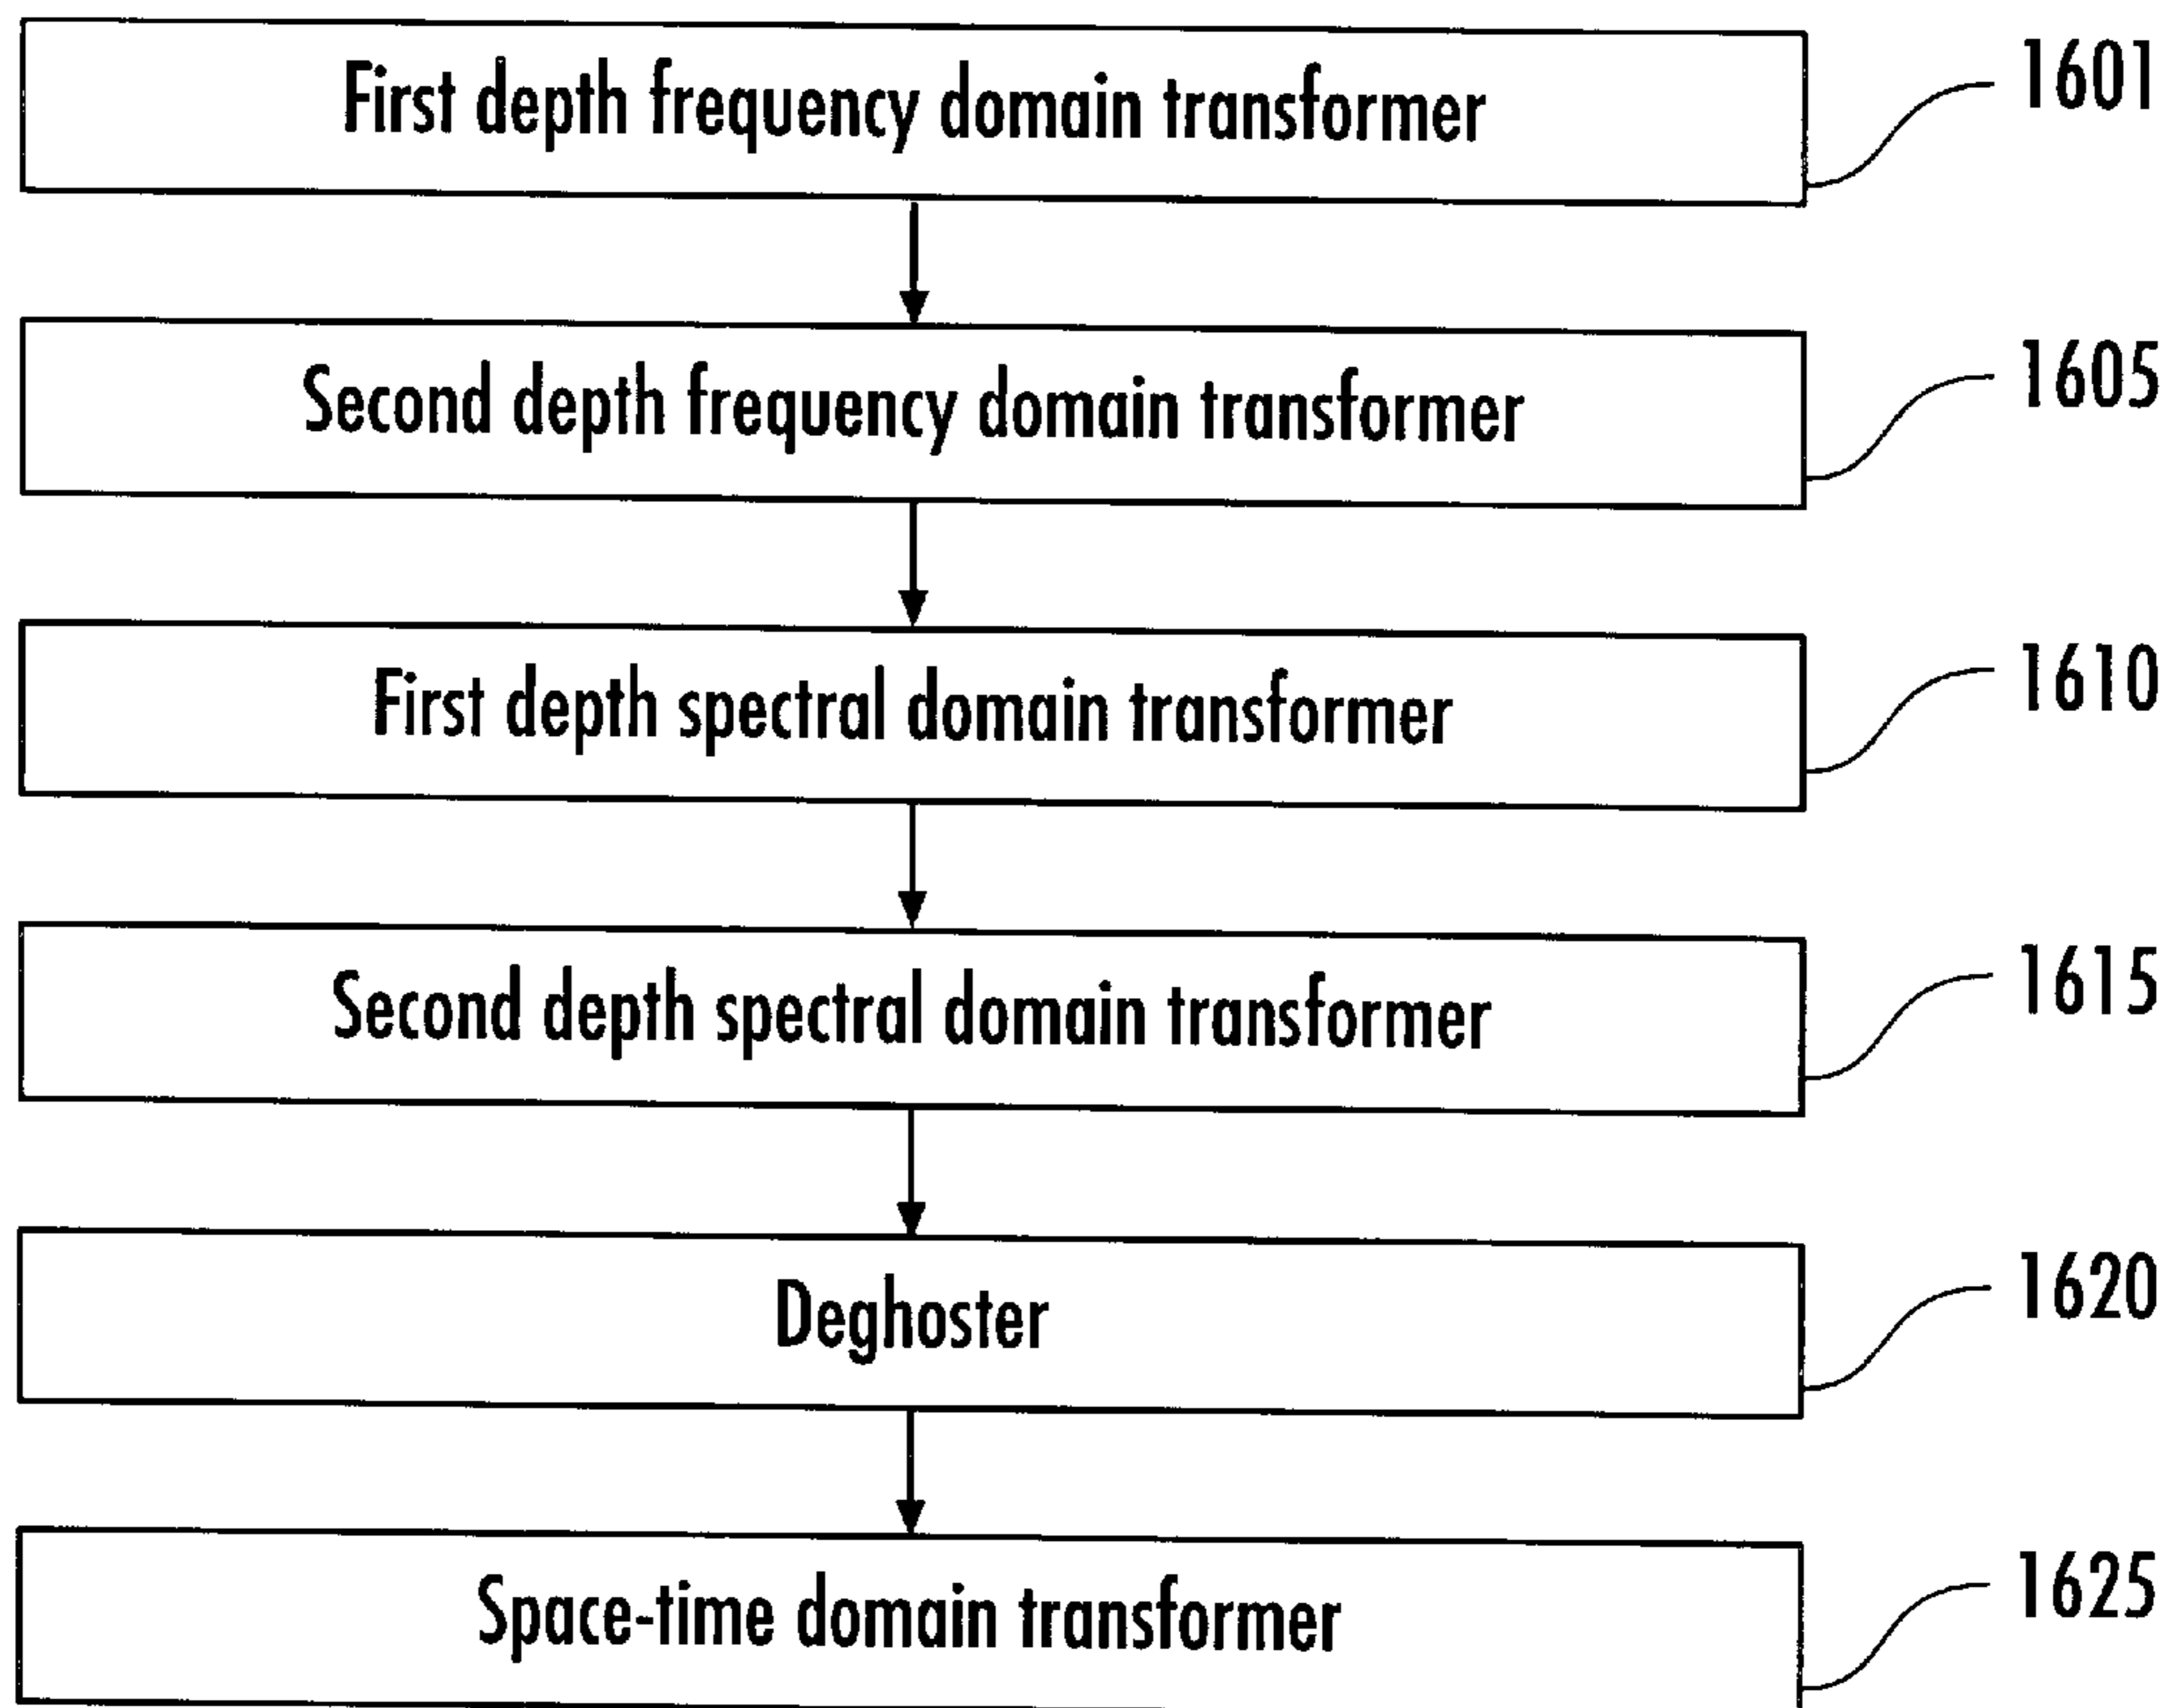 First depth frequency domain transformer
1601
Second depth frequency domain transformer
1605
First depth spectral domain transformer
1610
Second depth spectral domain transformer
1615
Deghoster
1620
Space-time domain transformer
1625